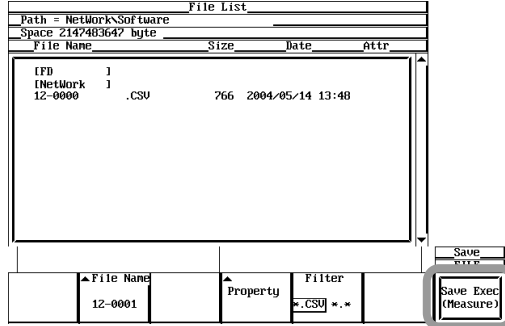 File List
Path = NetWork\Software
Space 2147483647 byte
File Name Size Date Attr
[FD ]
[NetWork ]
12-0000 .CSV 766 2004/05/14 13:48
Save
▲File Name
12-0001
▲
Property
Filter
*.CSV *.*
Save Exec
(Measure)